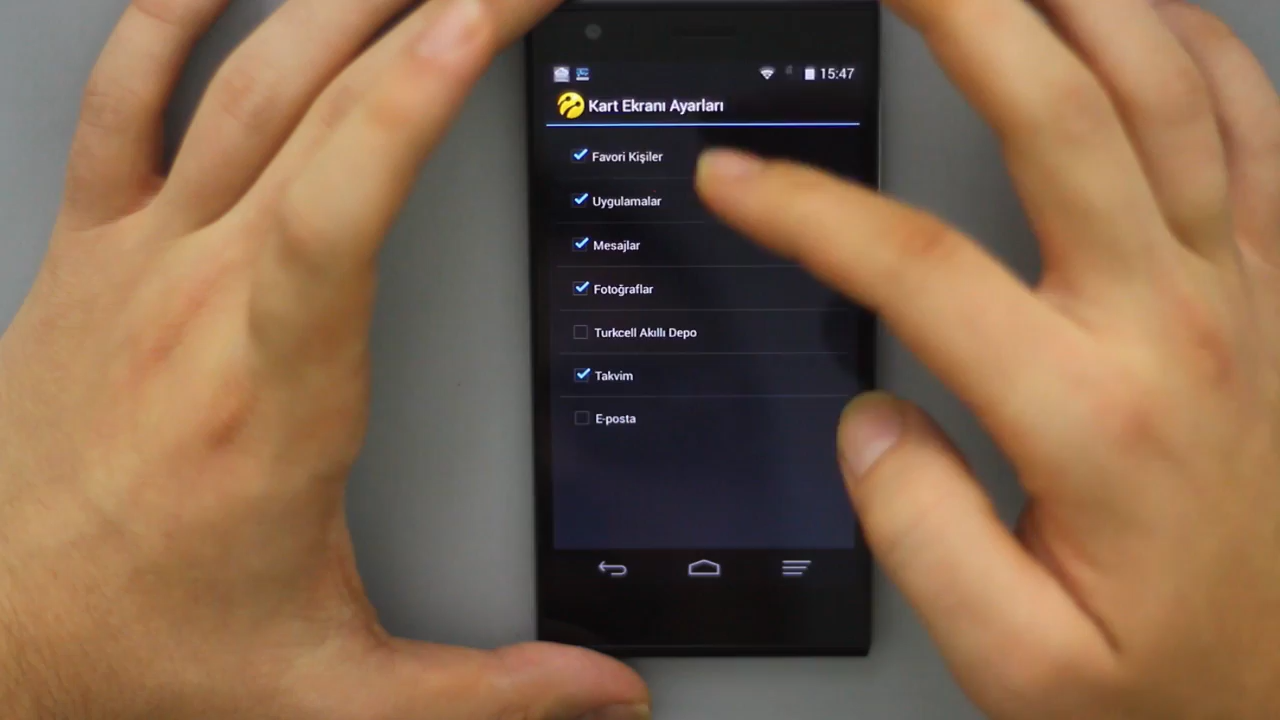 15:47
Kart Ekranı Ayarları
Favori Kişiler
Uygulamalar
Mesajlar
Fotoğraflar
Turkcell Akıllı Depo
Takvim
E-posta